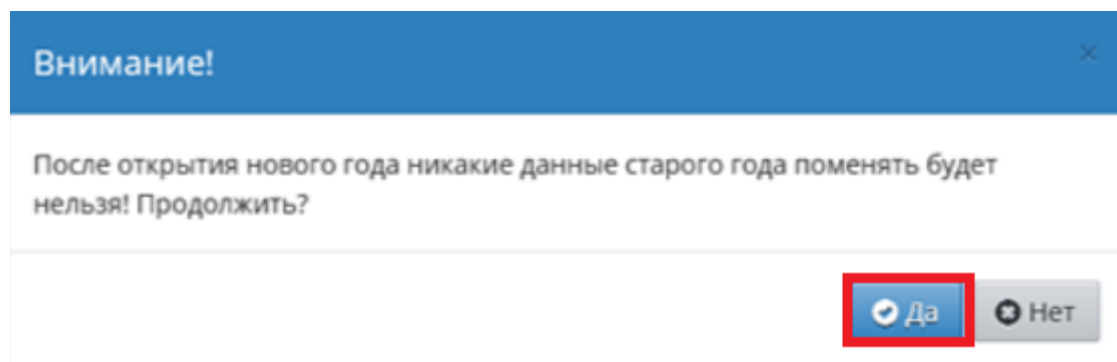 Внимание!
После открытия нового года никакие данные старого года поменять будет
нельзя! Продолжить?
Да
Нет